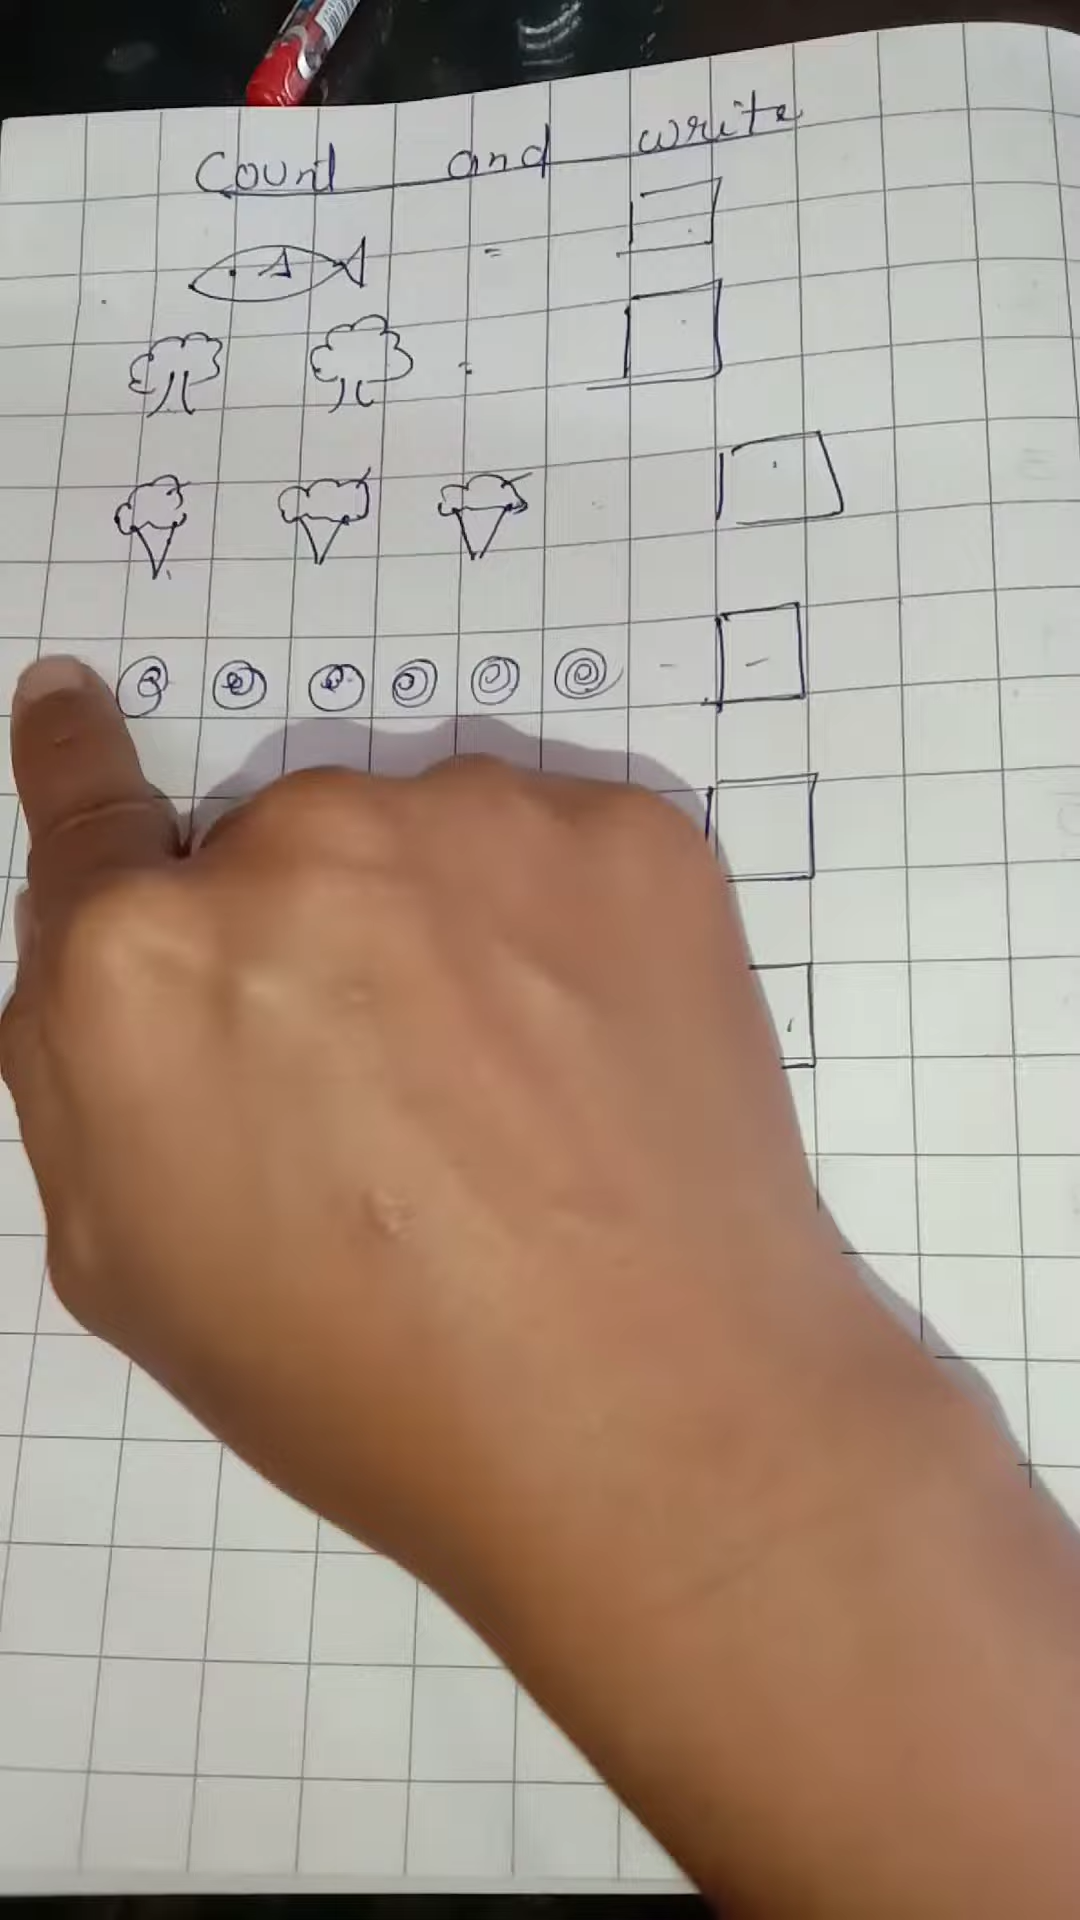 Count and write
=
-
-